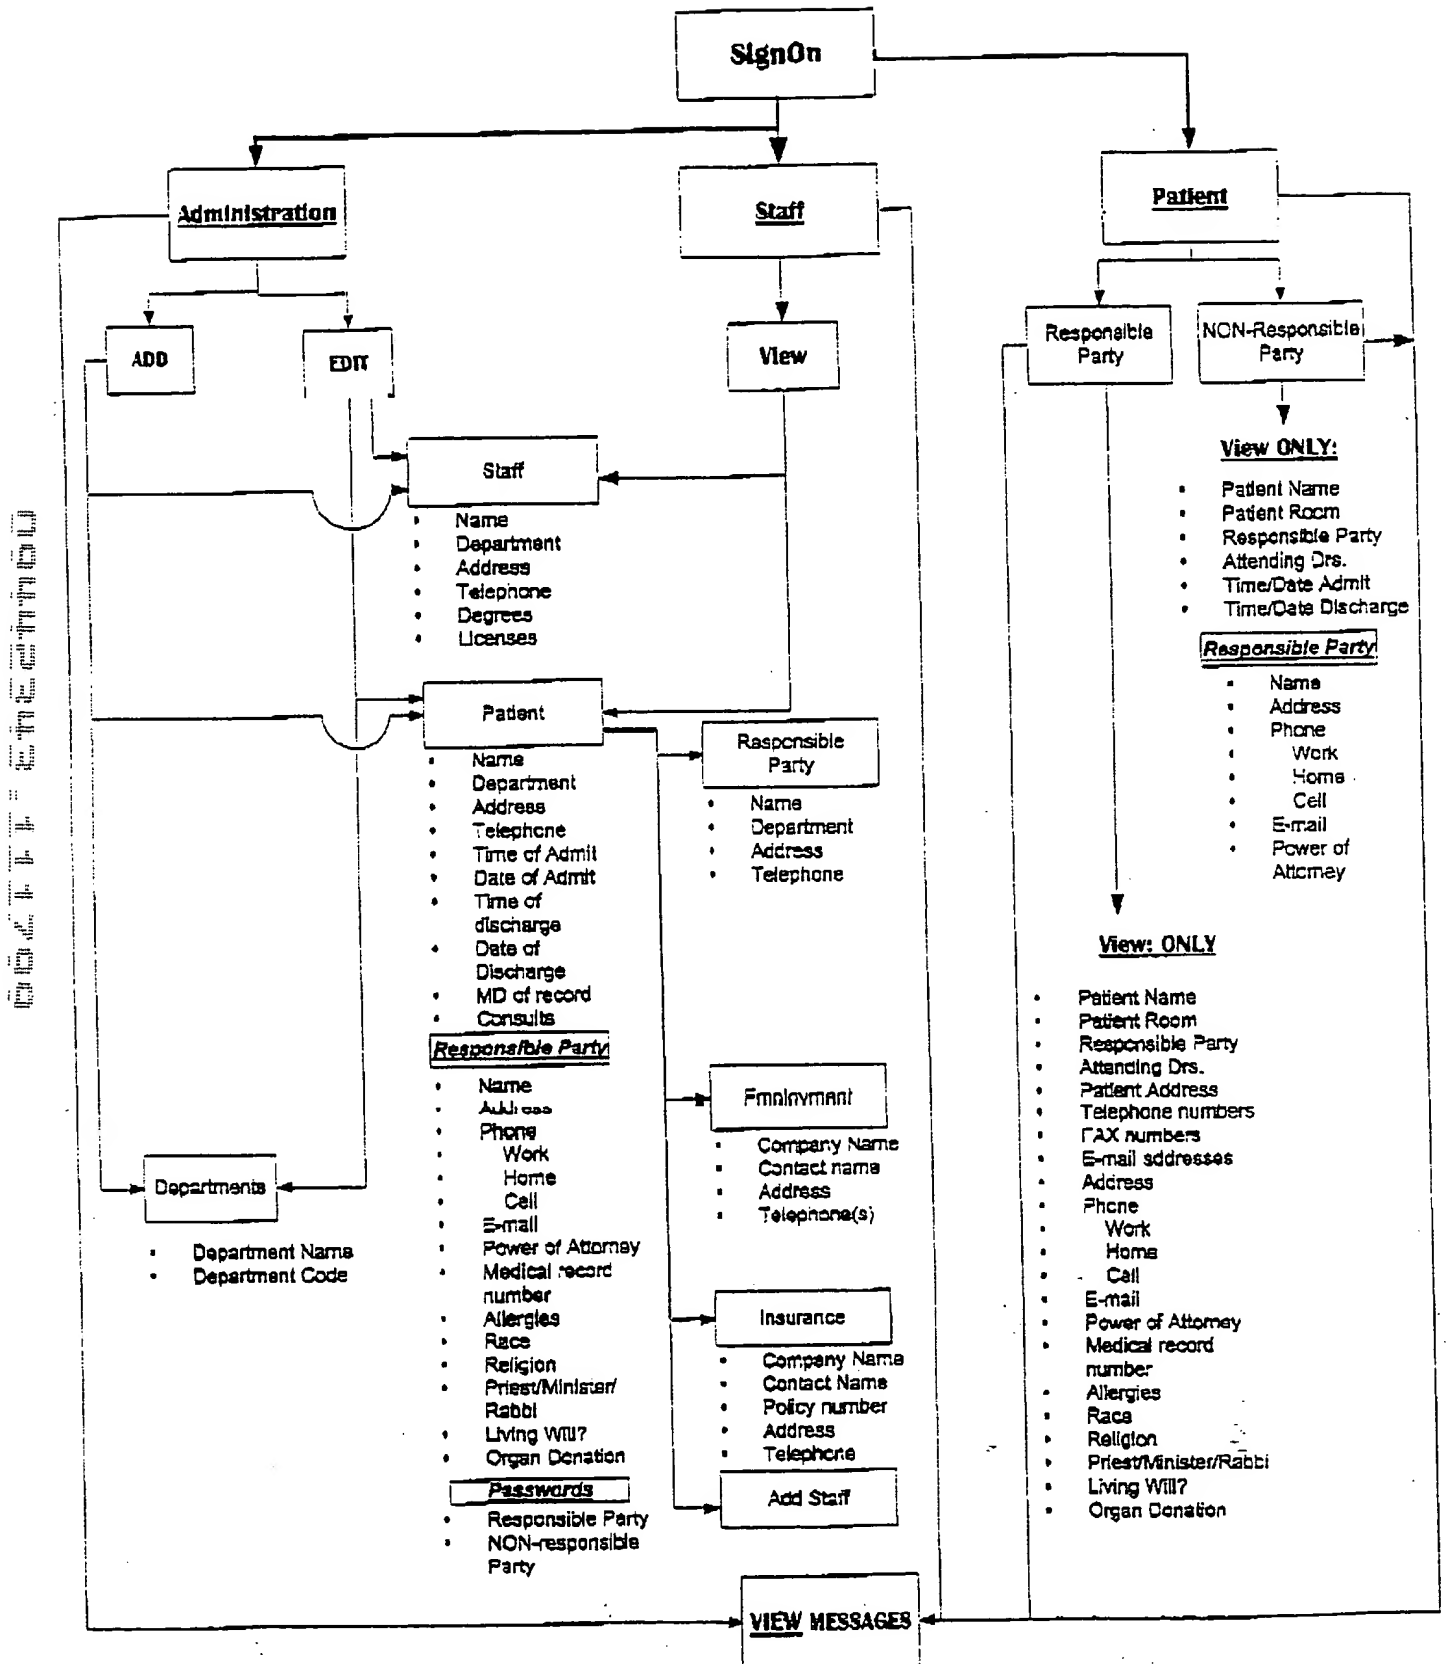 SignOn
Administration
Staff
Patient
ADD
EDIT
View
Responsible
Party
NON-Responsible
Party
View ONLY:
• Patient Name
• Patient Room
• Responsible Party
• Attending Drs.
• Time/Date Admit
• Time/Date Discharge
Responsible Party
• Name
• Address
• Phone
Work
Home
Cell
• E-mail
• Power of
Attorney
Staff
• Name
• Department
• Address
• Telephone
• Degrees
• Licenses
Patient
• Name
• Department
• Address
• Telephone
• Time of Admit
• Date of Admit
• Time of
discharge
• Date of
Discharge
• MD of record
• Consults
Responsible Party
• Name
• Address
• Phone
Work
Home
Cell
• E-mail
• Power of Attorney
• Medical record
number
• Allergies
• Race
• Religion
• Priest/Minister/
Rabbi
• Living Will?
• Organ Donation
Passwords
• Responsible Party
• NON-responsible
Party
Responsible
Party
• Name
• Department
• Address
• Telephone
Employment
• Company Name
• Contact name
• Address
• Telephone(s)
Insurance
• Company Name
• Contact Name
• Policy number
• Address
• Telephone
Add Staff
Departments
• Department Name
• Department Code
View: ONLY
• Patient Name
• Patient Room
• Responsible Party
• Attending Drs.
• Patient Address
• Telephone numbers
• FAX numbers
• E-mail sddresses
• Address
• Phone
Work
Home
Cell
• E-mail
• Power of Attorney
• Medical record
number
• Allergies
• Race
• Religion
• Priest/Minister/Rabbi
• Living Will?
• Organ Donation
VIEW MESSAGES